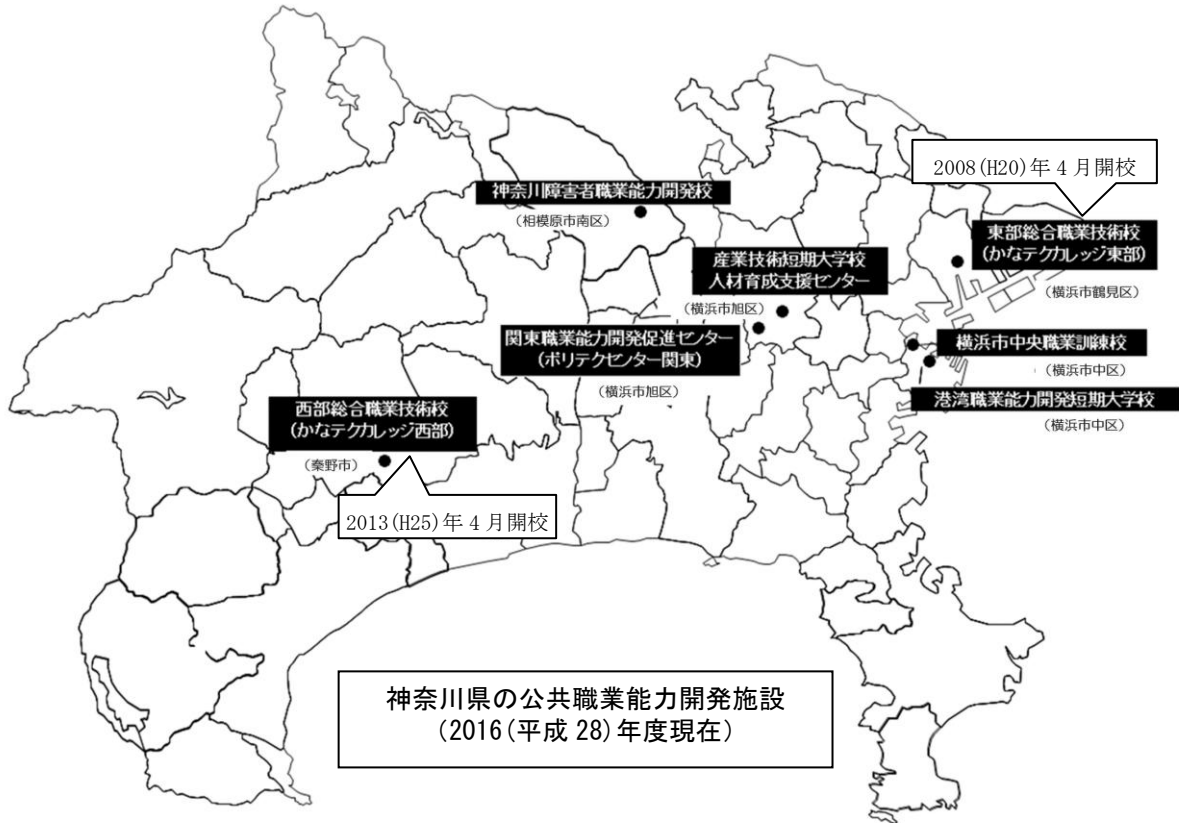 2008(H20)年4月開校
神奈川障害者職業能力開発校
(相模原市南区)
東部総合職業技術校
(かなテクカレッジ東部)
(横浜市鶴見区)
産業技術短期大学校
人材育成支援センター
(横浜市旭区)
関東職業能力開発促進センター
(ポリテクセンター関東)
(横浜市旭区)
横浜市中央職業訓練校
(横浜市中区)
港湾職業能力開発短期大学校
(横浜市中区)
西部総合職業技術校
(かなテクカレッジ西部)
(秦野市)
2013(H25)年4月開校
神奈川県の公共職業能力開発施設
(2016(平成28)年度現在)